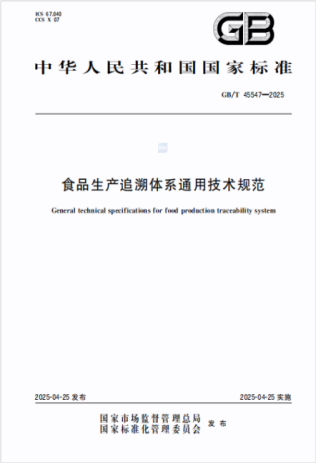 ICS 67.040
CCS X 07
GB
中华人民共和国国家标准
GB/T 45547—2025
食品生产追溯体系通用技术规范
General technical specifications for food production traceability system
2025-04-25 发布
2025-04-25 实施
国家市场监督管理总局
国家标准化管理委员会
发布